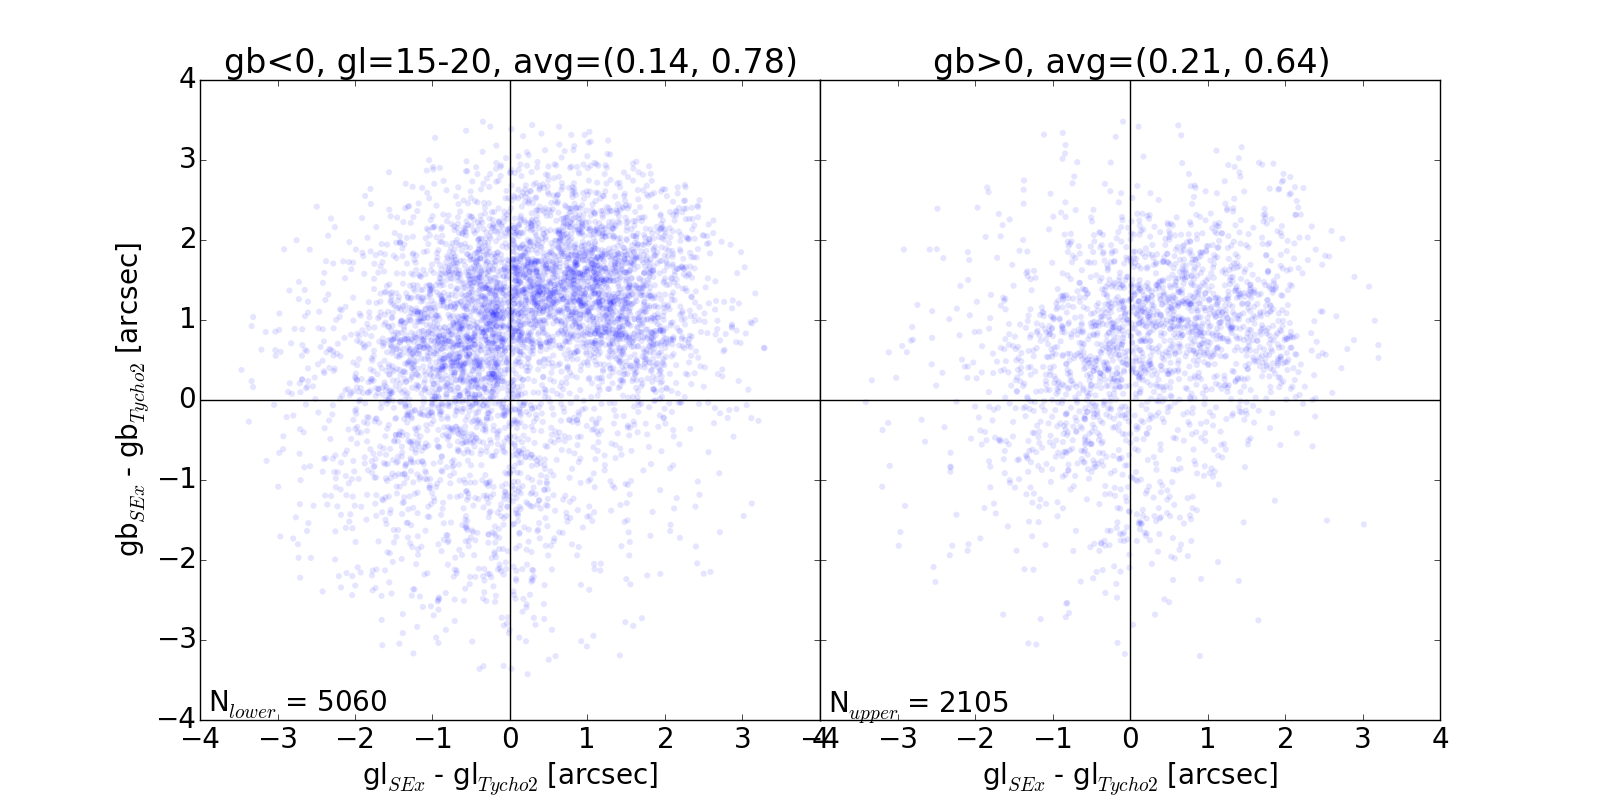 gb<0, gl=15-20, avg=(0.14, 0.78)
gb>0, avg=(0.21, 0.64)
4
3
2
1
0
−1
−2
−3
−4
gb_SEx - gb_Tycho2 [arcsec]
N_lower = 5060
N_upper = 2105
−4 −3 −2 −1 0 1 2 3 4
−4 −3 −2 −1 0 1 2 3 4
gl_SEx - gl_Tycho2 [arcsec]
gl_SEx - gl_Tycho2 [arcsec]